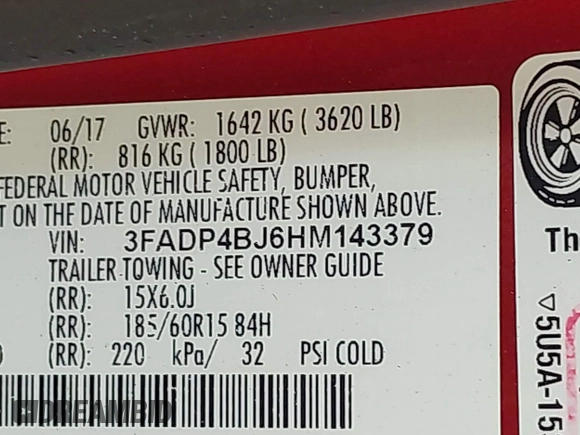 E: 06/17 GVWR: 1642 KG ( 3620 LB)
(RR): 816 KG ( 1800 LB)
FEDERAL MOTOR VEHICLE SAFETY, BUMPER,
T ON THE DATE OF MANUFACTURE SHOWN ABOVE.
VIN: 3FADP4BJ6HM143379
TRAILER TOWING - SEE OWNER GUIDE
(RR): 15X6.0J
(RR): 185/60R15 84H
(RR): 220 kPa/ 32 PSI COLD
DREAMBID
Th
▽5U5A-15